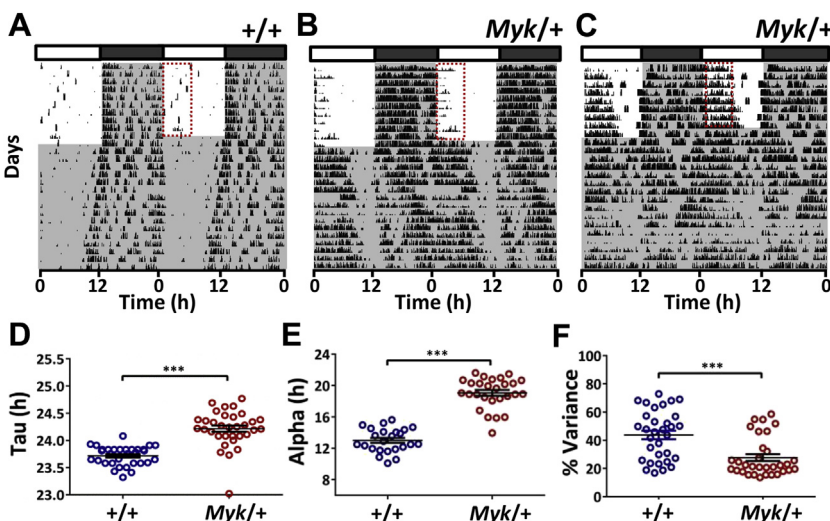 A +/+
B Myk/+
C Myk/+
Days
0 12 0 12 0
Time (h)
0 12 0 12 0
Time (h)
0 12 0 12 0
Time (h)
D
Tau (h)
25.5
25.0
24.5
24.0
23.5
23.0
***
+/+ Myk/+
E
Alpha (h)
24
20
16
12
8
***
+/+ Myk/+
F
% Variance
100
80
60
40
20
0
***
+/+ Myk/+